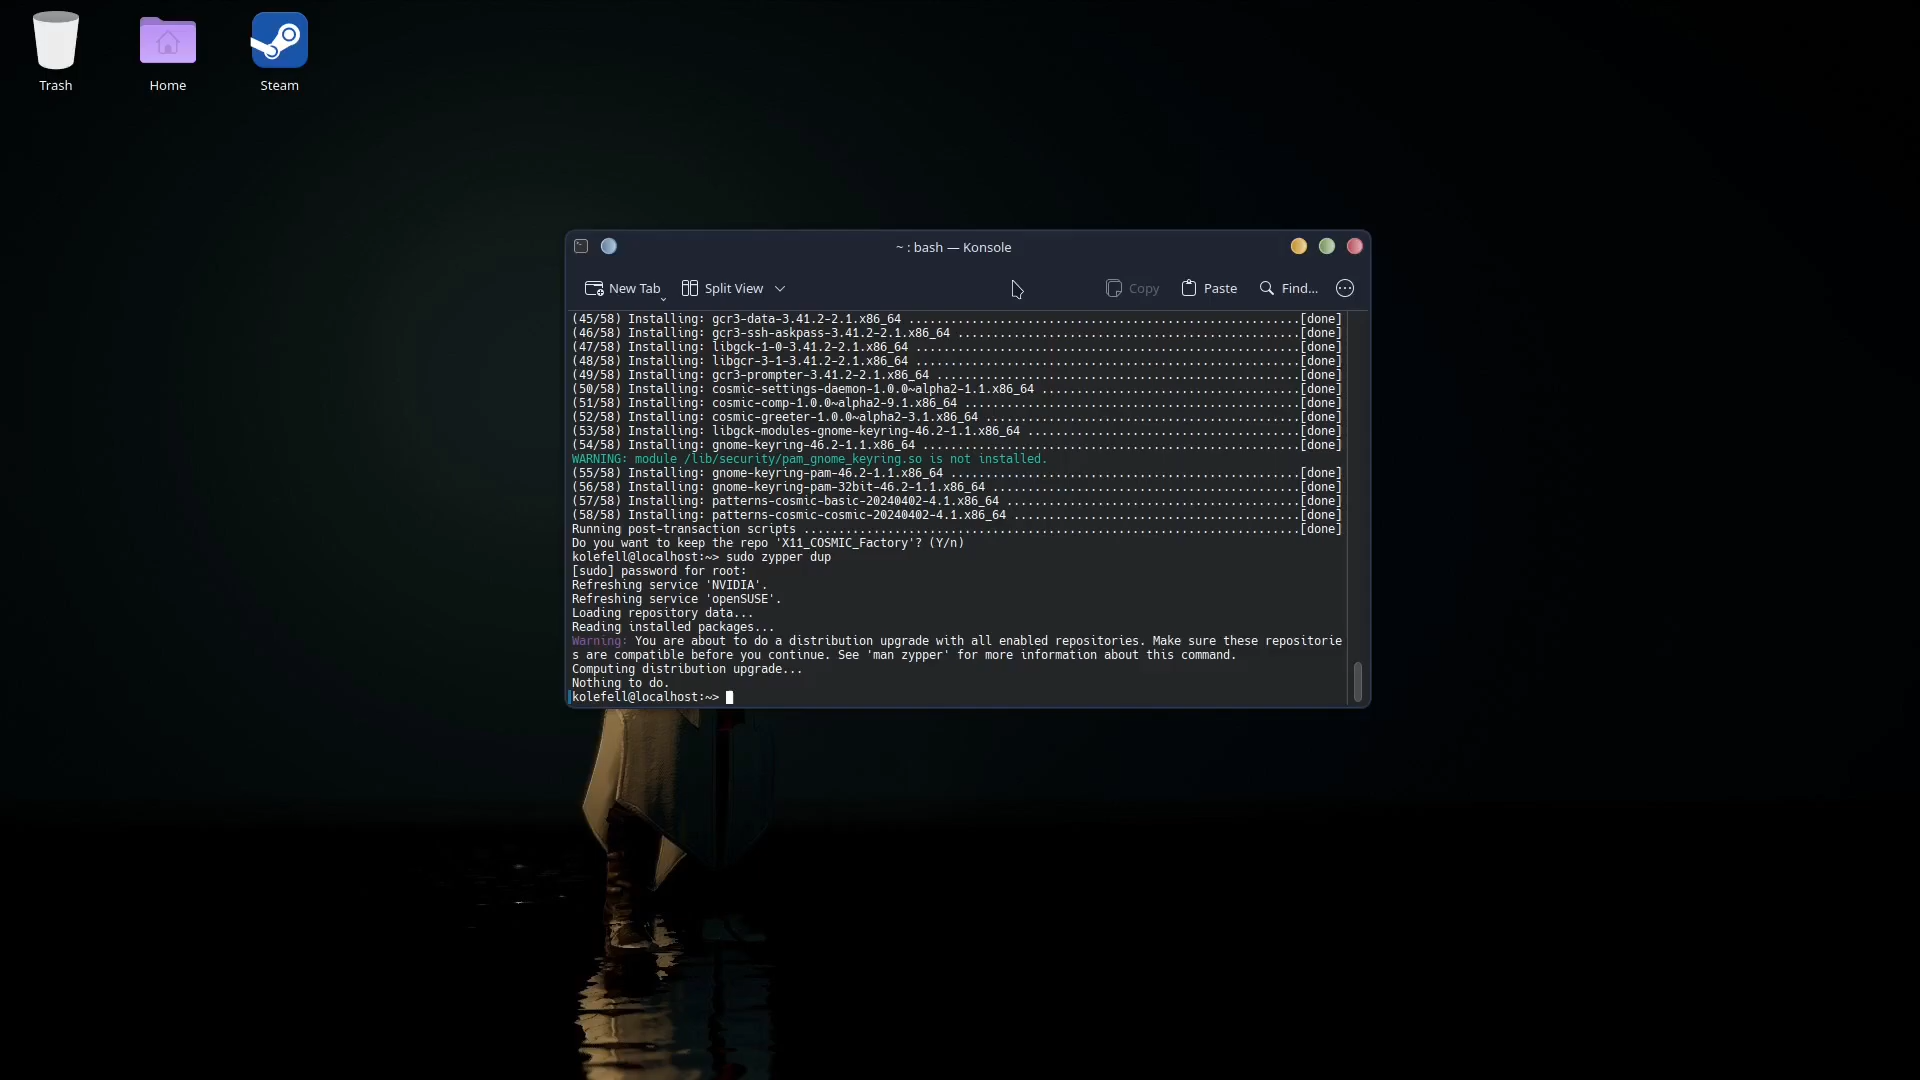 Trash
Home
Steam
~ : bash — Konsole
New Tab
Split View
Copy
Paste
Find...
(45/58) Installing: gcr3-data-3.41.2-2.1.x86_64 .......................................................[done]
(46/58) Installing: gcr3-ssh-askpass-3.41.2-2.1.x86_64 ................................................[done]
(47/58) Installing: libgck-1-0-3.41.2-2.1.x86_64 ......................................................[done]
(48/58) Installing: libgcr-3-1-3.41.2-2.1.x86_64 ......................................................[done]
(49/58) Installing: gcr3-prompter-3.41.2-2.1.x86_64 ...................................................[done]
(50/58) Installing: cosmic-settings-daemon-1.0.0~alpha2-1.1.x86_64 ....................................[done]
(51/58) Installing: cosmic-comp-1.0.0~alpha2-9.1.x86_64 ...............................................[done]
(52/58) Installing: cosmic-greeter-1.0.0~alpha2-3.1.x86_64 ............................................[done]
(53/58) Installing: libgck-modules-gnome-keyring-46.2-1.1.x86_64 ......................................[done]
(54/58) Installing: gnome-keyring-46.2-1.1.x86_64 .....................................................[done]
WARNING: module /lib/security/pam_gnome_keyring.so is not installed.
(55/58) Installing: gnome-keyring-pam-46.2-1.1.x86_64 .................................................[done]
(56/58) Installing: gnome-keyring-pam-32bit-46.2-1.1.x86_64 ...........................................[done]
(57/58) Installing: patterns-cosmic-basic-20240402-4.1.x86_64 .........................................[done]
(58/58) Installing: patterns-cosmic-cosmic-20240402-4.1.x86_64 ........................................[done]
Running post-transaction scripts ......................................................................[done]
Do you want to keep the repo 'X11_COSMIC_Factory'? (Y/n)
kolefell@localhost:~> sudo zypper dup
[sudo] password for root:
Refreshing service 'NVIDIA'.
Refreshing service 'openSUSE'.
Loading repository data...
Reading installed packages...
Warning: You are about to do a distribution upgrade with all enabled repositories. Make sure these repositorie
s are compatible before you continue. See 'man zypper' for more information about this command.
Computing distribution upgrade...
Nothing to do.
kolefell@localhost:~>